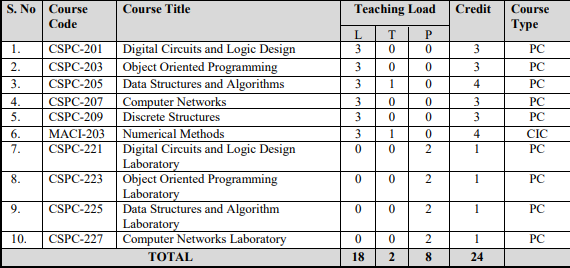 S. No Course Code Course Title Teaching Load Credit Course Type
L T P
1. CSPC-201 Digital Circuits and Logic Design 3 0 0 3 PC
2. CSPC-203 Object Oriented Programming 3 0 0 3 PC
3. CSPC-205 Data Structures and Algorithms 3 1 0 4 PC
4. CSPC-207 Computer Networks 3 0 0 3 PC
5. CSPC-209 Discrete Structures 3 0 0 3 PC
6. MACI-203 Numerical Methods 3 1 0 4 CIC
7. CSPC-221 Digital Circuits and Logic Design 0 0 2 1 PC
Laboratory
8. CSPC-223 Object Oriented Programming 0 0 2 1 PC
Laboratory
9. CSPC-225 Data Structures and Algorithm 0 0 2 1 PC
Laboratory
10. CSPC-227 Computer Networks Laboratory 0 0 2 1 PC
TOTAL 18 2 8 24